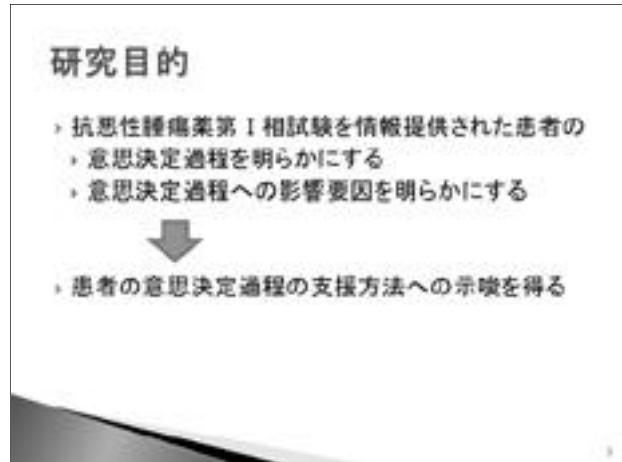 研究目的
抗悪性腫瘍薬第Ⅰ相試験を情報提供された患者の
意思決定過程を明らかにする
意思決定過程への影響要因を明らかにする
患者の意思決定過程の支援方法への示唆を得る